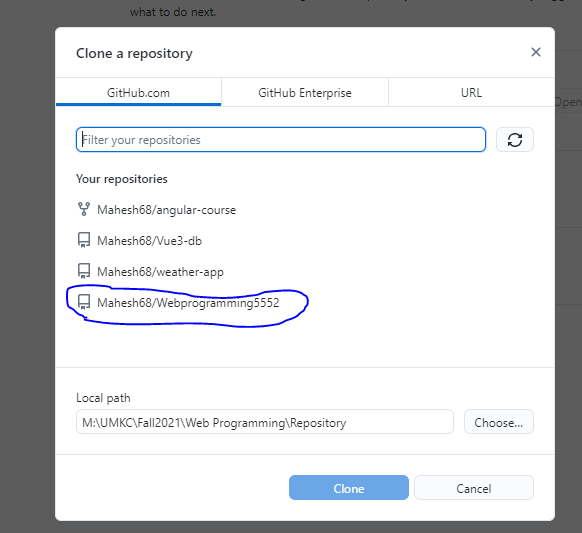 what to do next.
Clone a repository
GitHub.com GitHub Enterprise URL
Open
Filter your repositories
Your repositories
Mahesh68/angular-course
Mahesh68/Vue3-db
Mahesh68/weather-app
Mahesh68/Webprogramming5552
Local path
M:\UMKC\Fall2021\Web Programming\Repository Choose...
Clone Cancel